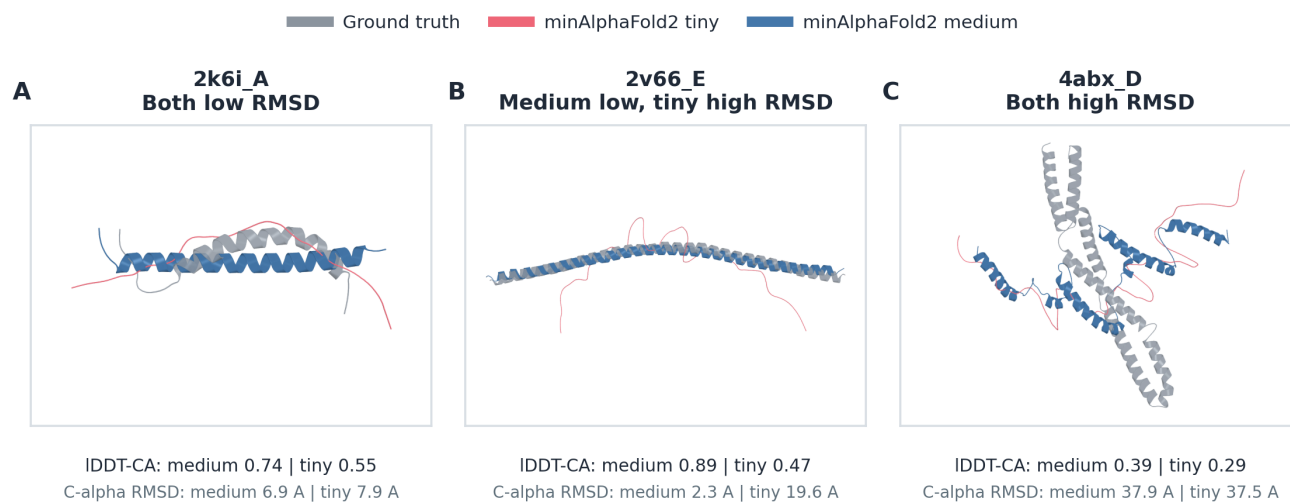 Ground truth
minAlphaFold2 tiny
minAlphaFold2 medium
A
2k6i_A
Both low RMSD
lDDT-CA: medium 0.74 | tiny 0.55
C-alpha RMSD: medium 6.9 A | tiny 7.9 A
B
2v66_E
Medium low, tiny high RMSD
lDDT-CA: medium 0.89 | tiny 0.47
C-alpha RMSD: medium 2.3 A | tiny 19.6 A
C
4abx_D
Both high RMSD
lDDT-CA: medium 0.39 | tiny 0.29
C-alpha RMSD: medium 37.9 A | tiny 37.5 A